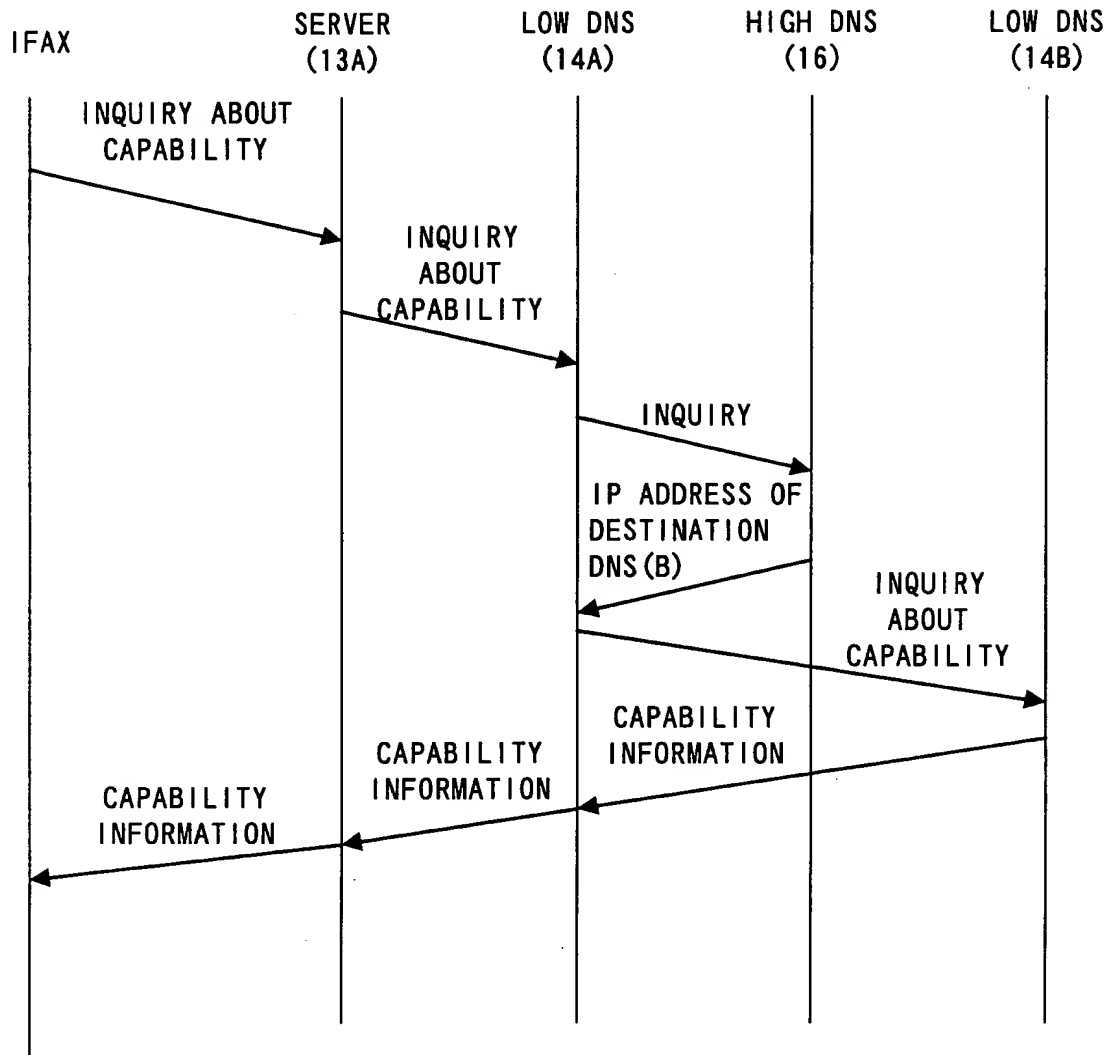 IFAX
SERVER
(13A)
LOW DNS
(14A)
HIGH DNS
(16)
LOW DNS
(14B)
INQUIRY ABOUT
CAPABILITY
INQUIRY
ABOUT
CAPABILITY
INQUIRY
IP ADDRESS OF
DESTINATION
DNS(B)
INQUIRY
ABOUT
CAPABILITY
CAPABILITY
INFORMATION
CAPABILITY
INFORMATION
CAPABILITY
INFORMATION